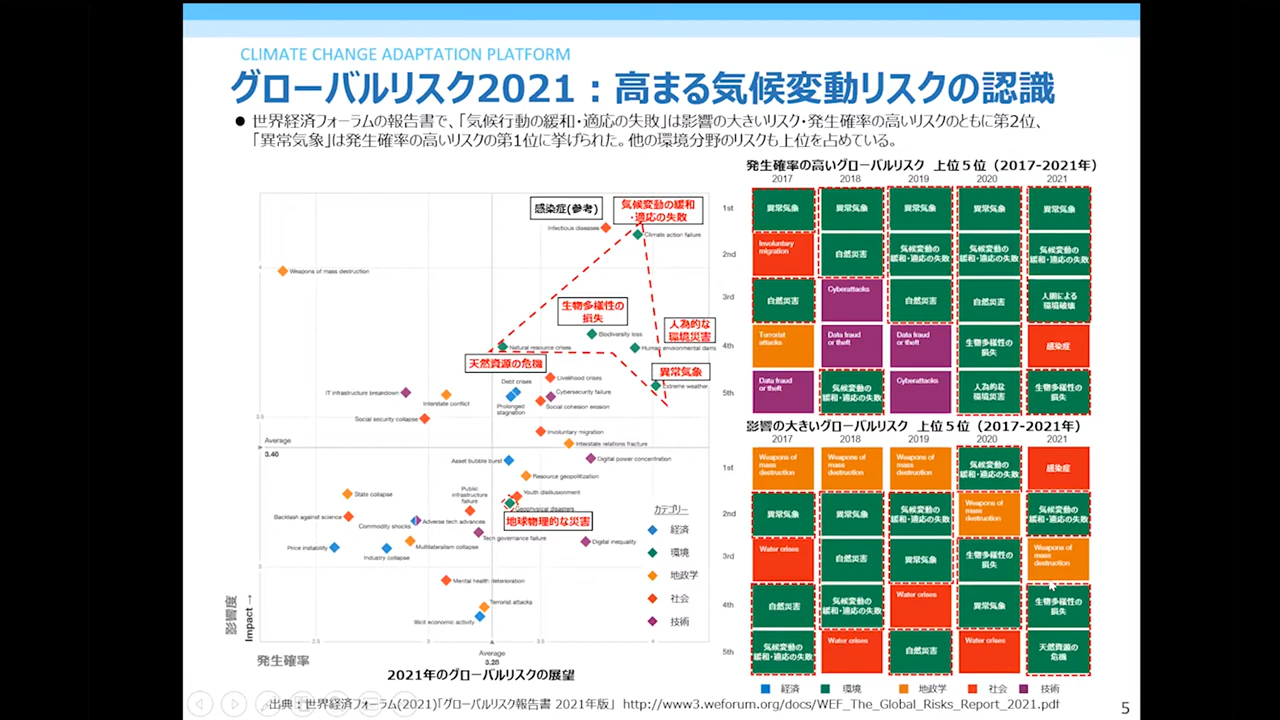 CLIMATE CHANGE ADAPTATION PLATFORM
グローバルリスク2021：高まる気候変動リスクの認識
● 世界経済フォーラムの報告書で、「気候行動の緩和・適応の失敗」は影響の大きいリスク・発生確率の高いリスクのともに第2位、
「異常気象」は発生確率の高いリスクの第1位に挙げられた。他の環境分野のリスクも上位を占めている。
感染症(参考)
気候変動の緩和
・適応の失敗
Infectious diseases
Climate action failure
4
Weapons of mass destruction
生物多様性の
損失
Biodiversity loss
人為的な
環境災害
Natural resource crises
Human environmental dama
天然資源の危機
異常気象
Extreme weather
Debt crises
Livelihood crises
IT infrastructure breakdown
Interstate conflict
Prolonged
stagnation
Cybersecurity failure
Social cohesion erosion
3.5
Social security collapse
Involuntary migration
Average
3.40
Interstate relations fracture
Asset bubble burst
Digital power concentration
Resource geopolitization
State collapse
Public
infrastructure
failure
Youth disillusionment
Geophysical disasters
地球物理的な災害
Backlash against science
Commodity shocks
Adverse tech advances
Tech governance failure
Digital inequality
Price instability
Industry collapse
Multilateralism collapse
3
Mental health deterioration
Terrorist attacks
Illicit economic activity
カテゴリー
経済
環境
地政学
社会
技術
影響度
Impact →
2.5
3
3.5
4
Average
3.28
発生確率
2021年のグローバルリスクの展望
発生確率の高いグローバルリスク 上位５位（2017-2021年）
2017 2018 2019 2020 2021
1st 異常気象 異常気象 異常気象 異常気象 異常気象
2nd Involuntary migration 自然災害 気候変動の緩和・適応の失敗 気候変動の緩和・適応の失敗 気候変動の緩和・適応の失敗
3rd 自然災害 Cyberattacks 自然災害 自然災害 人間による環境破壊
4th Terrorist attacks Data fraud or theft Data fraud or theft 生物多様性の損失 感染症
5th Data fraud or theft 気候変動の緩和・適応の失敗 Cyberattacks 人為的な環境災害 生物多様性の損失
影響の大きいグローバルリスク 上位５位（2017-2021年）
2017 2018 2019 2020 2021
1st Weapons of mass destruction Weapons of mass destruction Weapons of mass destruction 気候変動の緩和・適応の失敗 感染症
2nd 異常気象 異常気象 気候変動の緩和・適応の失敗 Weapons of mass destruction 気候変動の緩和・適応の失敗
3rd Water crises 自然災害 異常気象 生物多様性の損失 Weapons of mass destruction
4th 自然災害 気候変動の緩和・適応の失敗 Water crises 異常気象 生物多様性の損失
5th 気候変動の緩和・適応の失敗 Water crises 自然災害 Water crises 天然資源の危機
経済 環境 地政学 社会 技術
出典：世界経済フォーラム(2021)「グローバルリスク報告書 2021年版」 http://www3.weforum.org/docs/WEF_The_Global_Risks_Report_2021.pdf
5